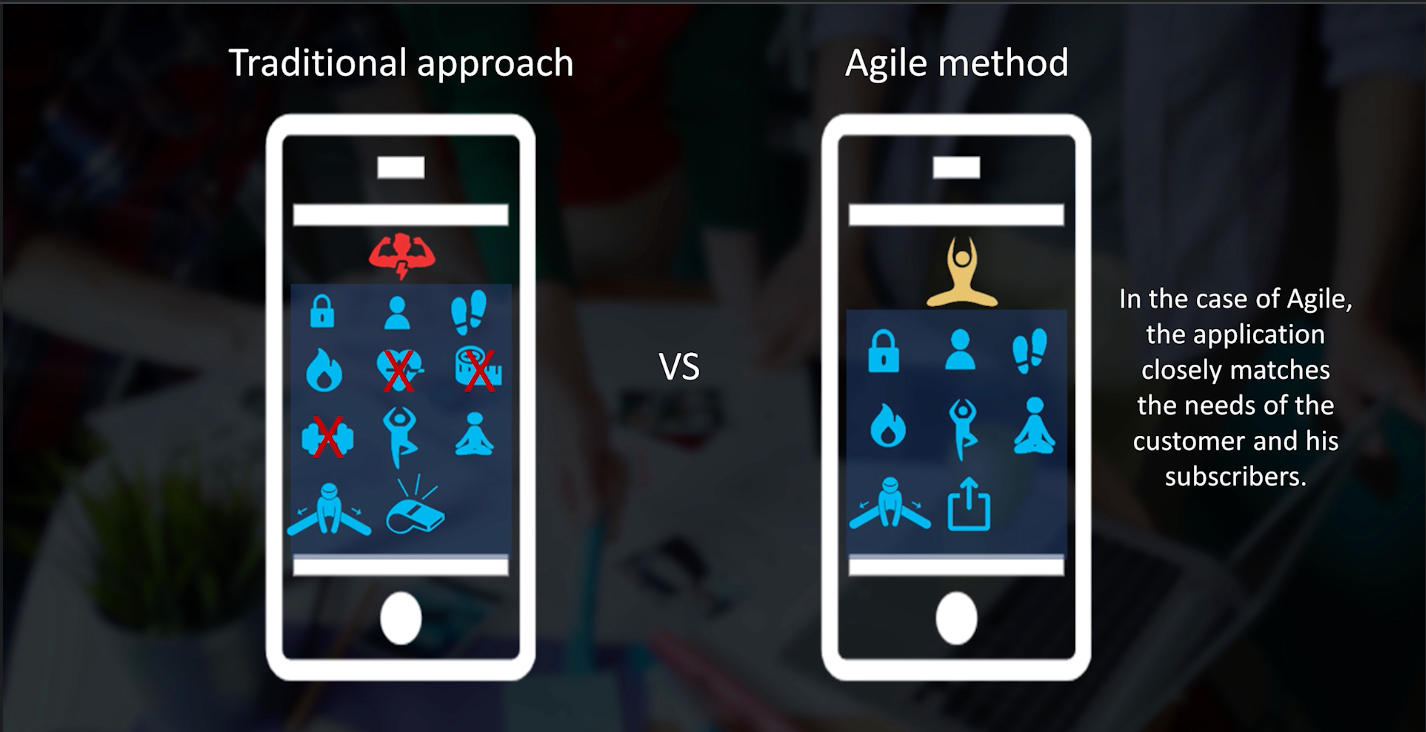 Traditional approach
Agile method
VS
In the case of Agile,
the application
closely matches
the needs of the
customer and his
subscribers.